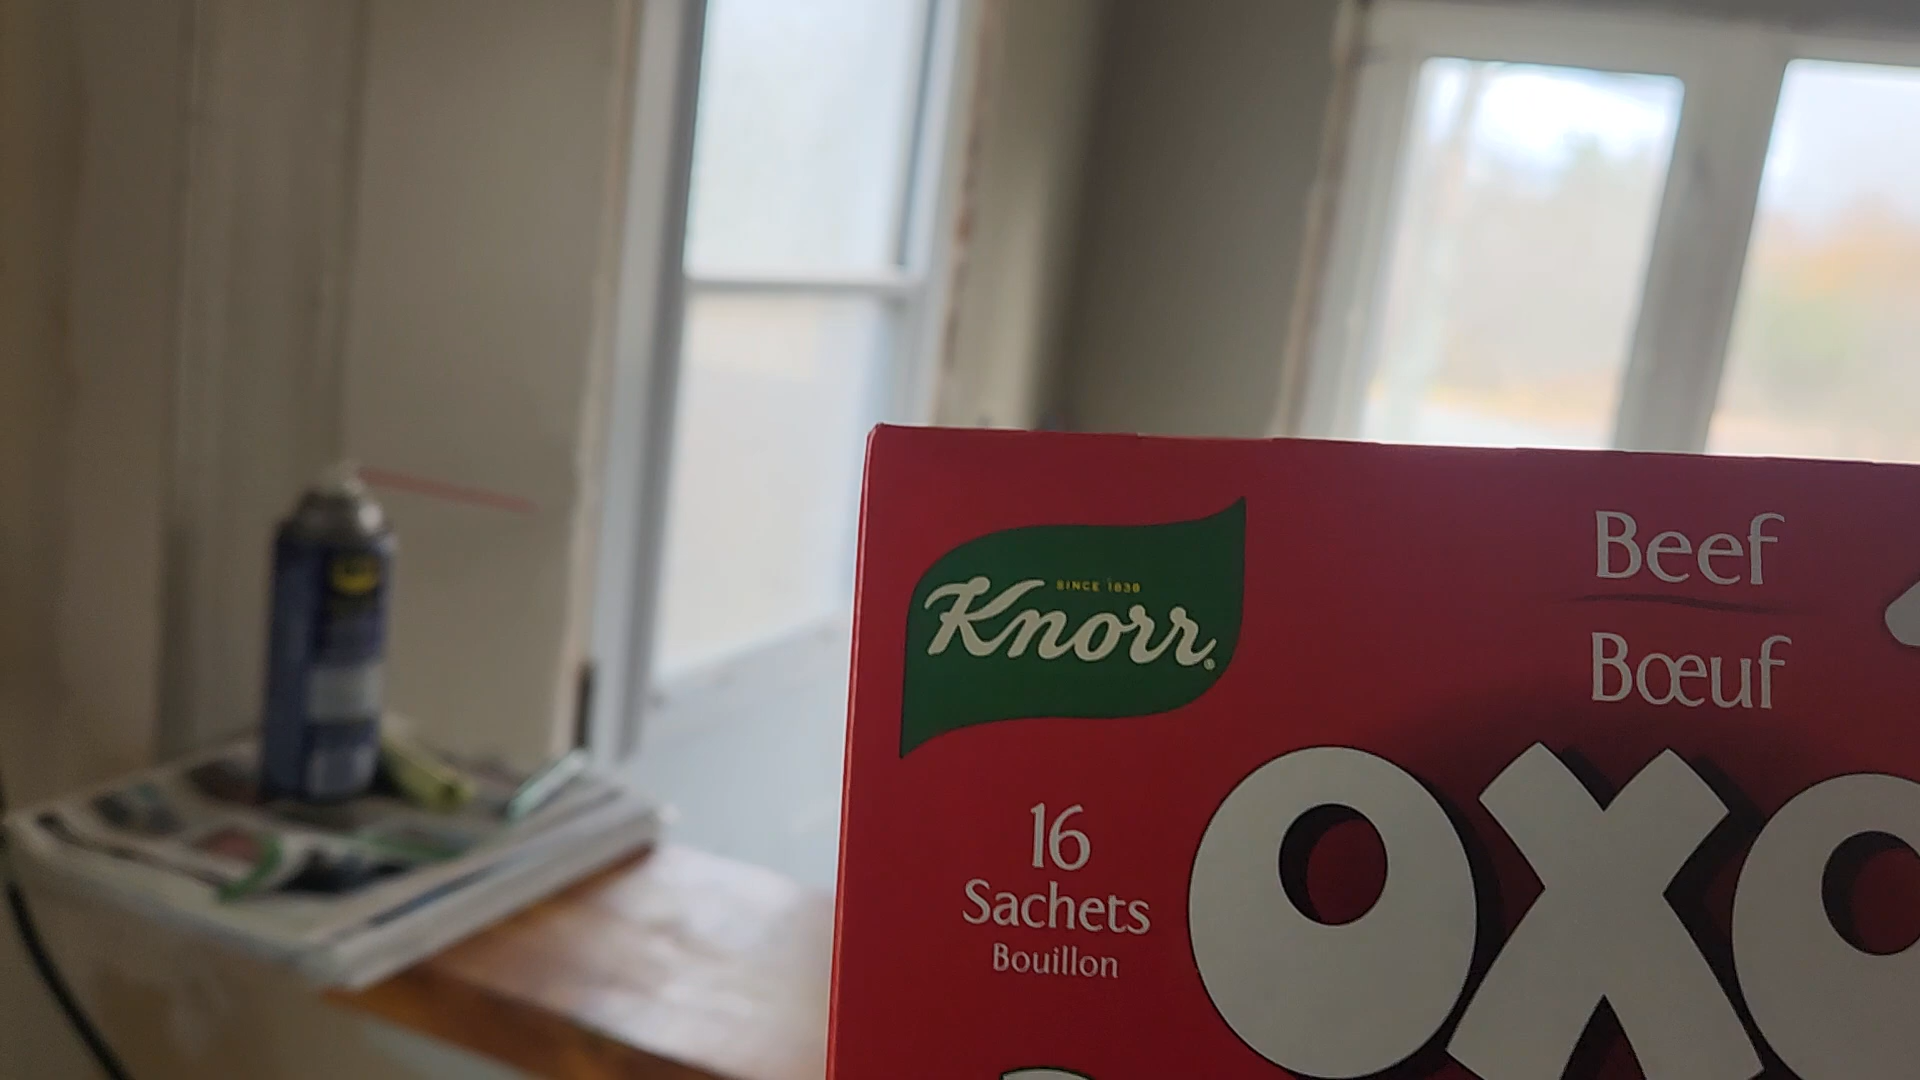 SINCE 1838
Knorr
Beef
Bœuf
16
Sachets
Bouillon
OXO